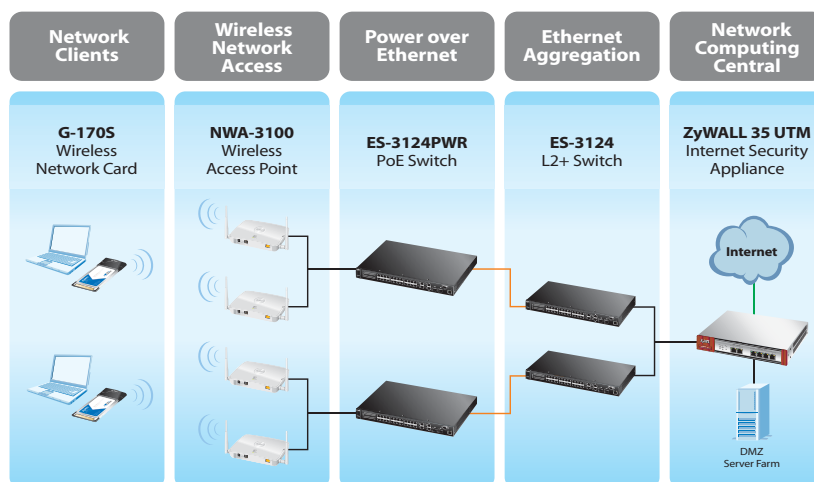 Network
Clients
Wireless
Network
Access
Power over
Ethernet
Ethernet
Aggregation
Network
Computing
Central
G-170S
Wireless
Network Card
NWA-3100
Wireless
Access Point
ES-3124PWR
PoE Switch
ES-3124
L2+ Switch
ZyWALL 35 UTM
Internet Security
Appliance
Internet
DMZ
Server Farm